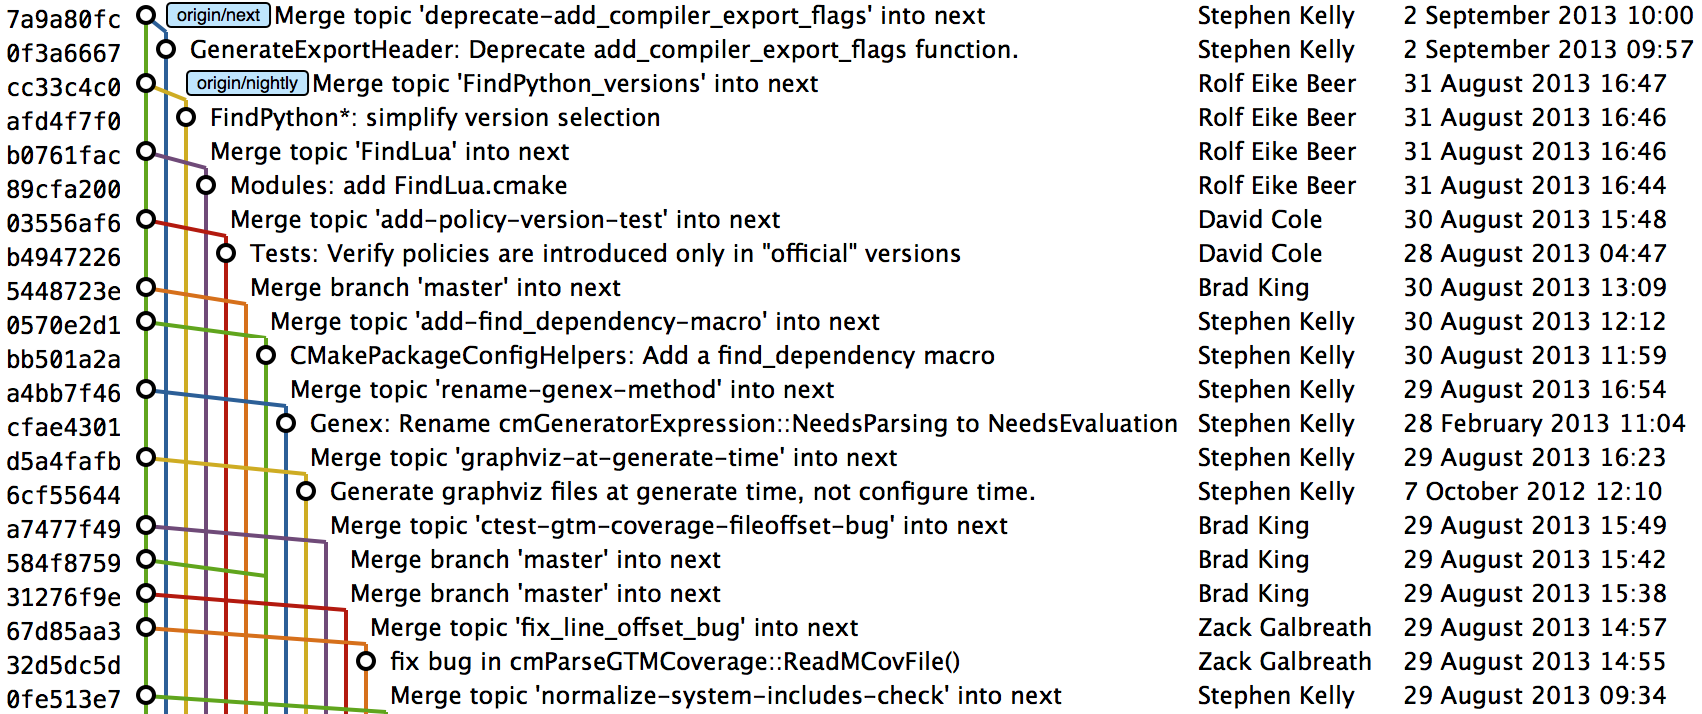 7a9a80fc origin/next Merge topic 'deprecate-add_compiler_export_flags' into next Stephen Kelly 2 September 2013 10:00
0f3a6667 GenerateExportHeader: Deprecate add_compiler_export_flags function. Stephen Kelly 2 September 2013 09:57
cc33c4c0 origin/nightly Merge topic 'FindPython_versions' into next Rolf Eike Beer 31 August 2013 16:47
afd4f7f0 FindPython*: simplify version selection Rolf Eike Beer 31 August 2013 16:46
b0761fac Merge topic 'FindLua' into next Rolf Eike Beer 31 August 2013 16:46
89cfa200 Modules: add FindLua.cmake Rolf Eike Beer 31 August 2013 16:44
03556af6 Merge topic 'add-policy-version-test' into next David Cole 30 August 2013 15:48
b4947226 Tests: Verify policies are introduced only in "official" versions David Cole 28 August 2013 04:47
5448723e Merge branch 'master' into next Brad King 30 August 2013 13:09
0570e2d1 Merge topic 'add-find_dependency-macro' into next Stephen Kelly 30 August 2013 12:12
bb501a2a CMakePackageConfigHelpers: Add a find_dependency macro Stephen Kelly 30 August 2013 11:59
a4bb7f46 Merge topic 'rename-genex-method' into next Stephen Kelly 29 August 2013 16:54
cfae4301 Genex: Rename cmGeneratorExpression::NeedsParsing to NeedsEvaluation Stephen Kelly 28 February 2013 11:04
d5a4fafb Merge topic 'graphviz-at-generate-time' into next Stephen Kelly 29 August 2013 16:23
6cf55644 Generate graphviz files at generate time, not configure time. Stephen Kelly 7 October 2012 12:10
a7477f49 Merge topic 'ctest-gtm-coverage-fileoffset-bug' into next Brad King 29 August 2013 15:49
584f8759 Merge branch 'master' into next Brad King 29 August 2013 15:42
31276f9e Merge branch 'master' into next Brad King 29 August 2013 15:38
67d85aa3 Merge topic 'fix_line_offset_bug' into next Zack Galbreath 29 August 2013 14:57
32d5dc5d fix bug in cmParseGTMCoverage::ReadMCovFile() Zack Galbreath 29 August 2013 14:55
0fe513e7 Merge topic 'normalize-system-includes-check' into next Stephen Kelly 29 August 2013 09:34